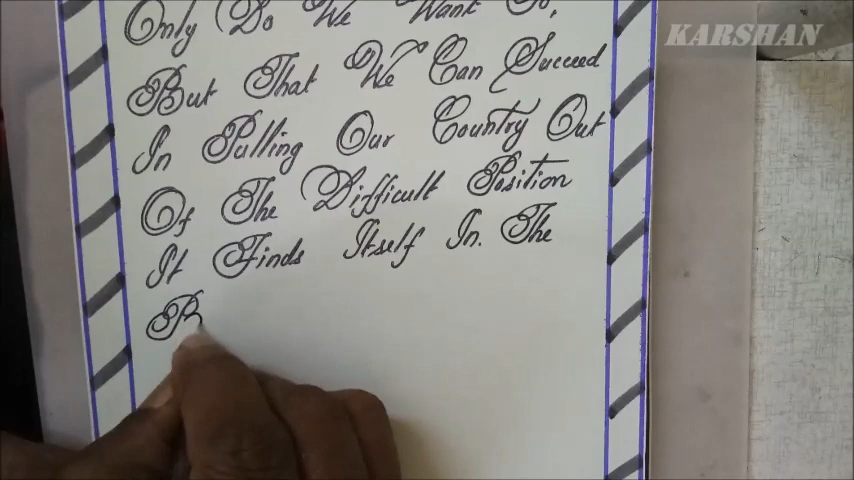 KARSHAN
Only Do We Want To,
But That We Can Succeed
In Pulling Our Country Out
Of The Difficult Position
It Finds Itself In. The